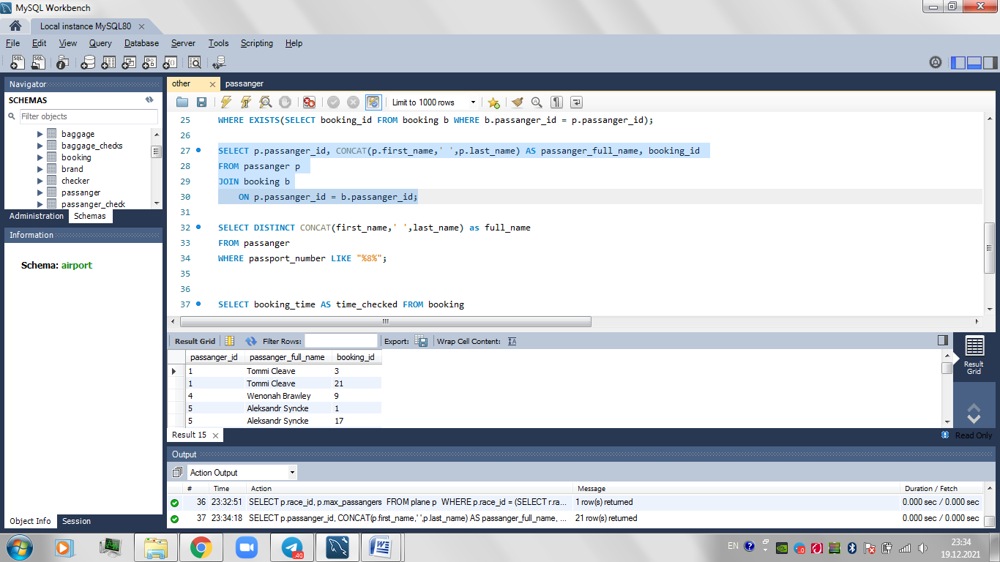 MySQL Workbench
Local instance MySQL80
File Edit View Query Database Server Tools Scripting Help
Navigator
SCHEMAS
Filter objects
baggage
baggage_checks
booking
brand
checker
passanger
passanger_check
Administration Schemas
Information
Schema: airport
Object Info Session
other passanger
Limit to 1000 rows
25 WHERE EXISTS(SELECT booking_id FROM booking b WHERE b.passanger_id = p.passanger_id);
26
27 SELECT p.passanger_id, CONCAT(p.first_name,' ',p.last_name) AS passanger_full_name, booking_id
28 FROM passanger p
29 JOIN booking b
30 ON p.passanger_id = b.passanger_id;
31
32 SELECT DISTINCT CONCAT(first_name,' ',last_name) as full_name
33 FROM passanger
34 WHERE passport_number LIKE "%8%";
35
36
37 SELECT booking_time AS time_checked FROM booking
Result Grid Filter Rows: Export: Wrap Cell Content:
passanger_id passanger_full_name booking_id
1 Tommi Cleave 3
1 Tommi Cleave 21
4 Wenonah Brawley 9
5 Aleksandr Syncke 1
5 Aleksandr Syncke 17
Result Grid
Result 15
Read Only
Output
Action Output
# Time Action Message Duration / Fetch
36 23:32:51 SELECT p.race_id, p.max_passangers FROM plane p WHERE p.race_id = (SELECT r.ra... 1 row(s) returned 0.000 sec / 0.000 sec
37 23:34:18 SELECT p.passanger_id, CONCAT(p.first_name,' ',p.last_name) AS passanger_full_name, ... 21 row(s) returned 0.000 sec / 0.000 sec
EN
23:34
19.12.2021